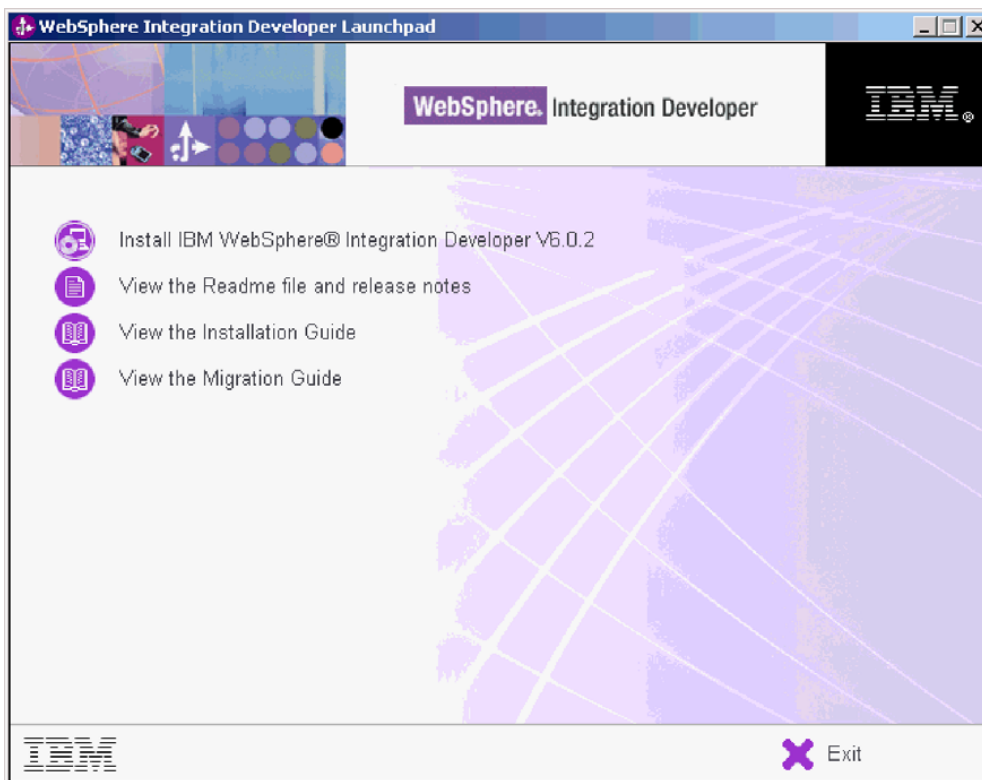 WebSphere Integration Developer Launchpad
WebSphere. Integration Developer
IBM®
Install IBM WebSphere® Integration Developer V6.0.2
View the Readme file and release notes
View the Installation Guide
View the Migration Guide
IBM
Exit